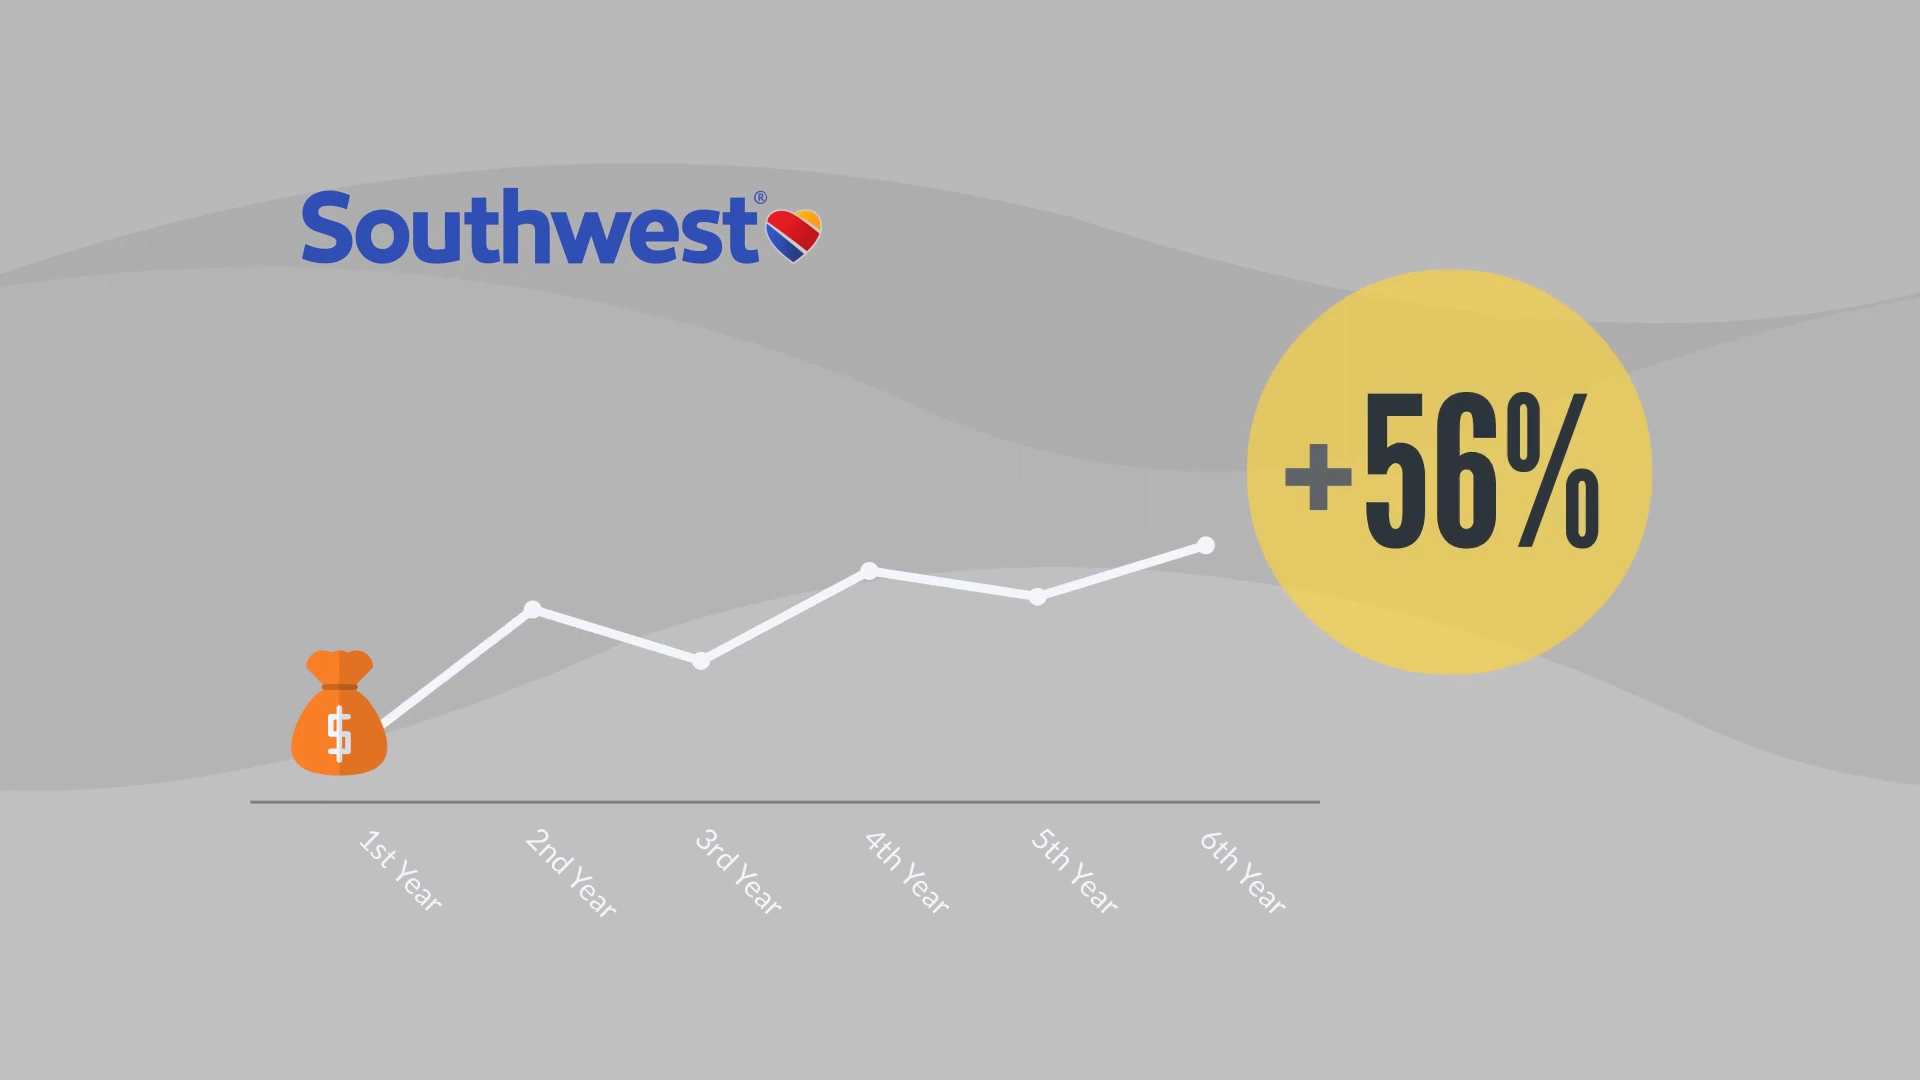 Southwest®
+56%
$
1st Year
2nd Year
3rd Year
4th Year
5th Year
6th Year